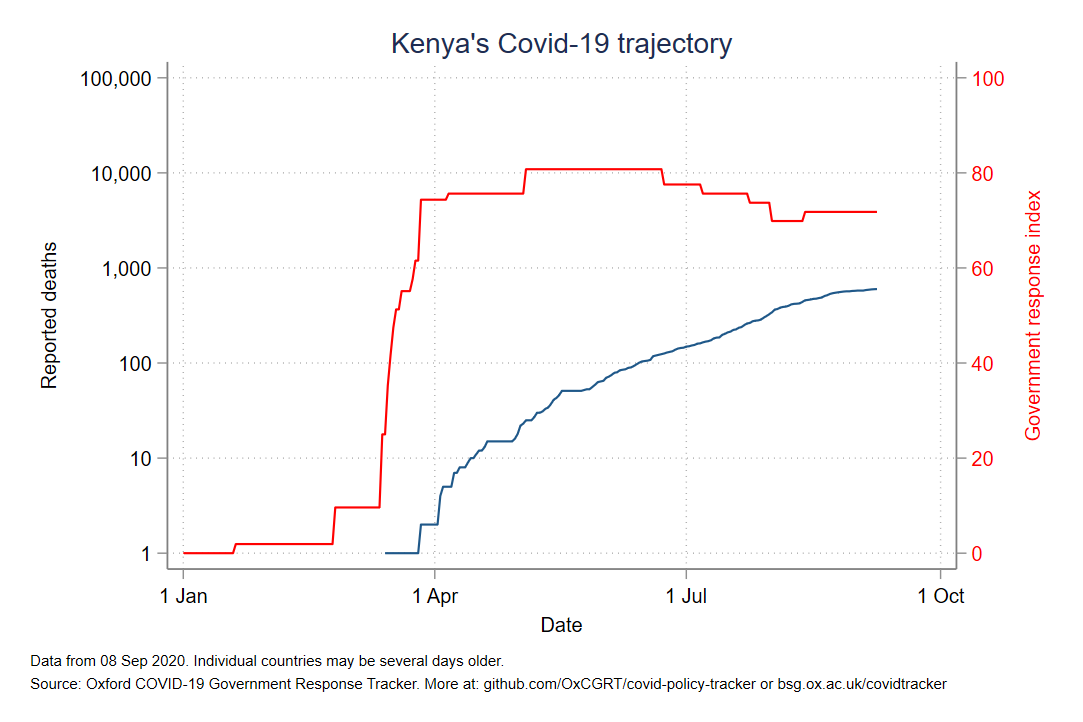 Kenya's Covid-19 trajectory
100,000
10,000
1,000
100
10
1
Reported deaths
100
80
60
40
20
0
Government response index
1 Jan
1 Apr
1 Jul
1 Oct
Date
Data from 08 Sep 2020. Individual countries may be several days older.
Source: Oxford COVID-19 Government Response Tracker. More at: github.com/OxCGRT/covid-policy-tracker or bsg.ox.ac.uk/covidtracker